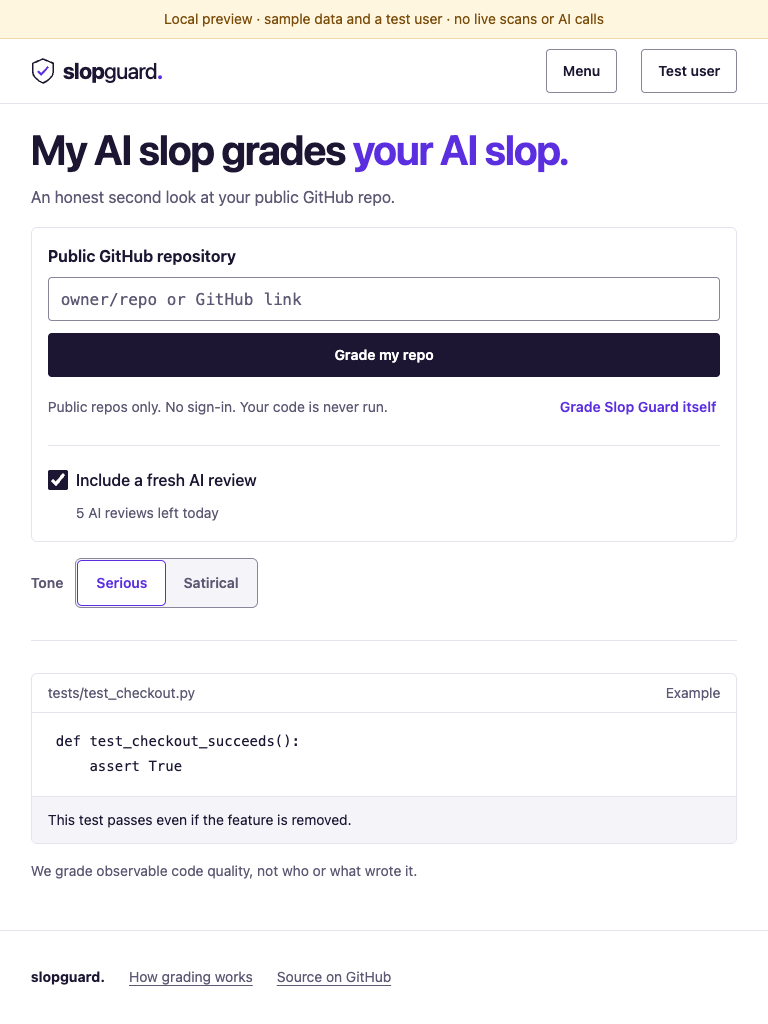 Local preview · sample data and a test user · no live scans or AI calls
slopguard.
Menu
Test user
My AI slop grades your AI slop.
An honest second look at your public GitHub repo.
Public GitHub repository
owner/repo or GitHub link
Grade my repo
Public repos only. No sign-in. Your code is never run.
Grade Slop Guard itself
Include a fresh AI review
5 AI reviews left today
Tone
Serious
Satirical
tests/test_checkout.py
Example
def test_checkout_succeeds():
    assert True
This test passes even if the feature is removed.
We grade observable code quality, not who or what wrote it.
slopguard.
How grading works
Source on GitHub